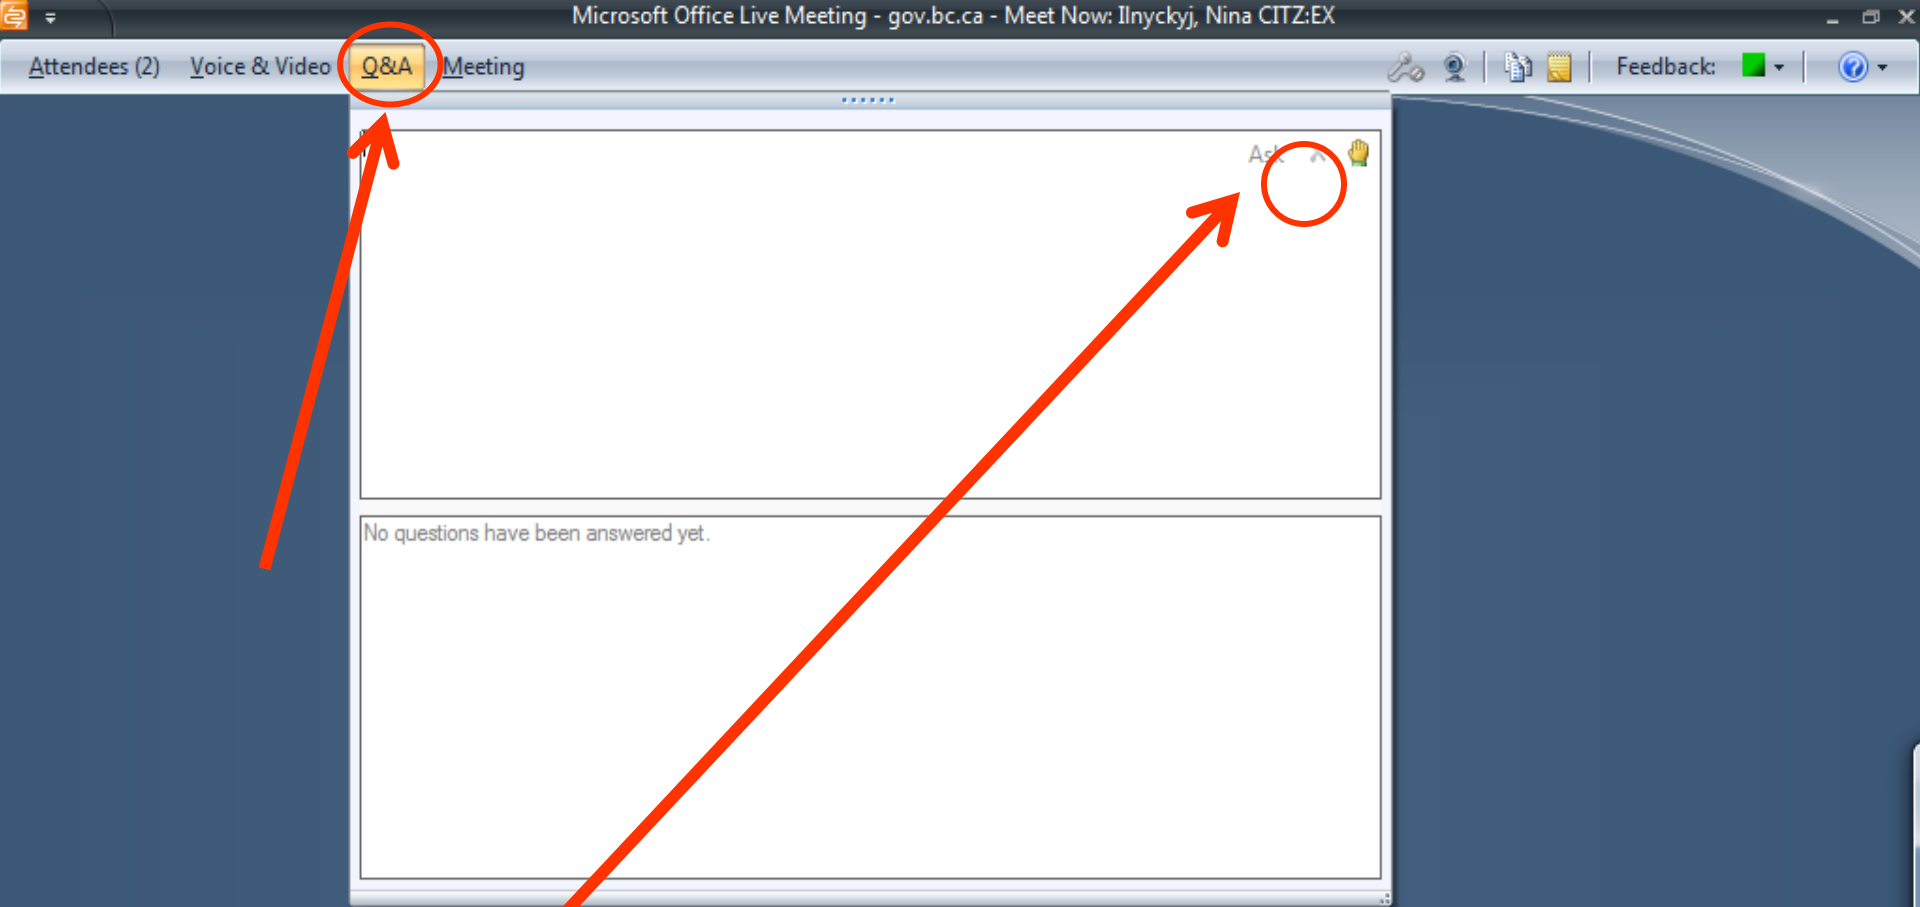 Microsoft Office Live Meeting - gov.bc.ca - Meet Now: Ilnyckyj, Nina CITZ:EX
Attendees (2) Voice & Video Q&A Meeting Feedback:
Ask
No questions have been answered yet.